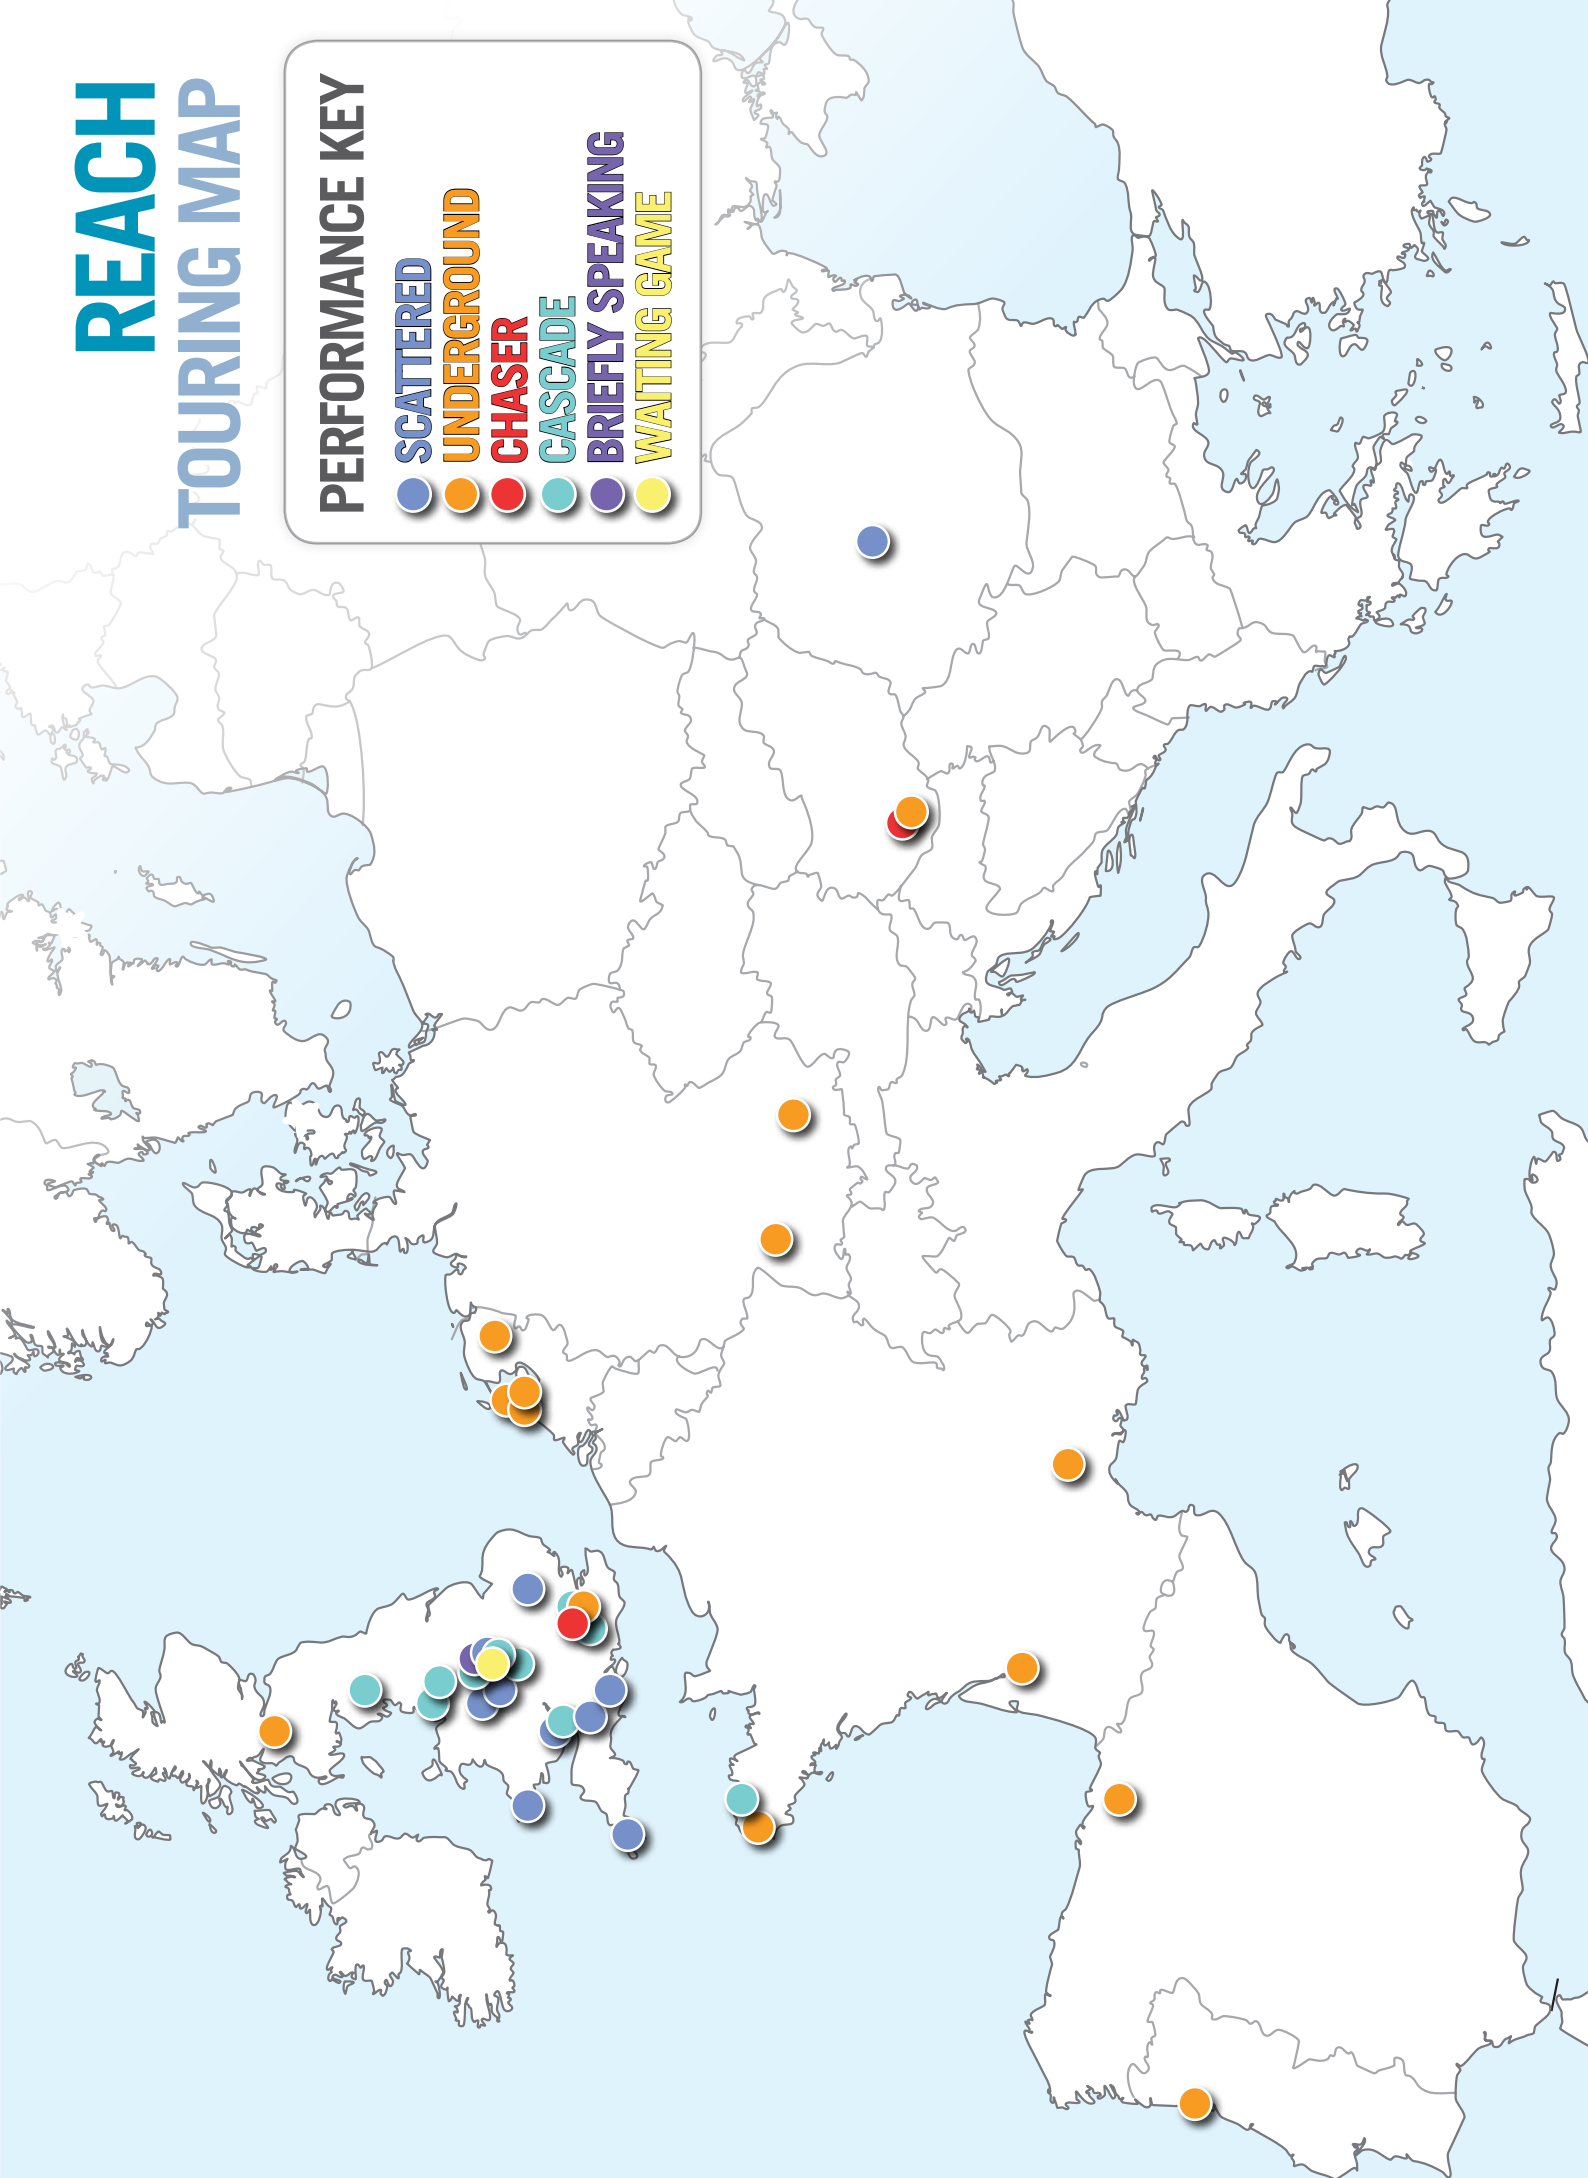 REACH
TOURING MAP
PERFORMANCE KEY
SCATTERED
UNDERGROUND
CHASER
CASCADE
BRIEFLY SPEAKING
WAITING GAME